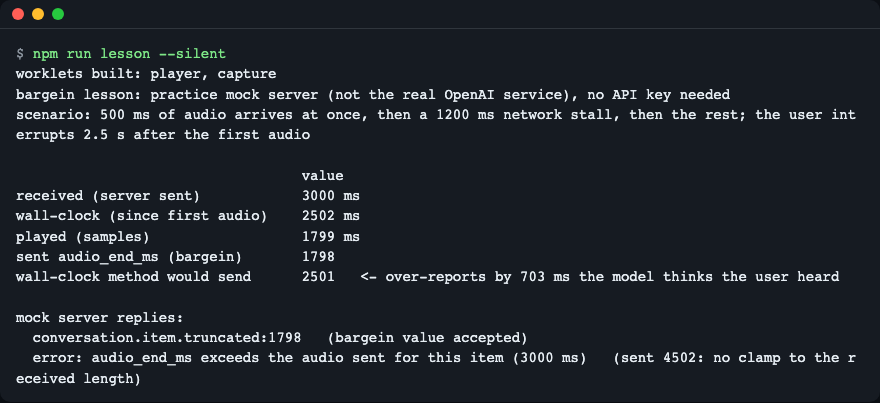 $ npm run lesson --silent
worklets built: player, capture
bargein lesson: practice mock server (not the real OpenAI service), no API key needed
scenario: 500 ms of audio arrives at once, then a 1200 ms network stall, then the rest; the user int
errupts 2.5 s after the first audio
value
received (server sent) 3000 ms
wall-clock (since first audio) 2502 ms
played (samples) 1799 ms
sent audio_end_ms (bargein) 1798
wall-clock method would send 2501 <- over-reports by 703 ms the model thinks the user heard
mock server replies:
conversation.item.truncated:1798 (bargein value accepted)
error: audio_end_ms exceeds the audio sent for this item (3000 ms) (sent 4502: no clamp to the r
eceived length)